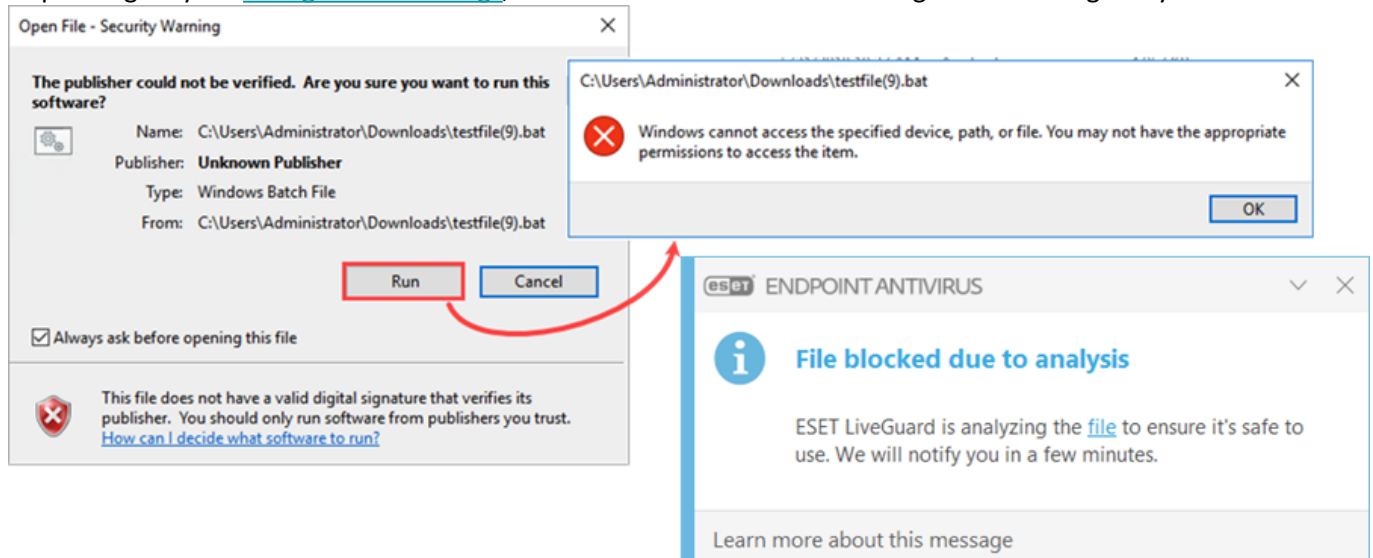 Open File - Security Warning
The publisher could not be verified. Are you sure you want to run this
software?
Name: C:\Users\Administrator\Downloads\testfile(9).bat
Publisher: Unknown Publisher
Type: Windows Batch File
From: C:\Users\Administrator\Downloads\testfile(9).bat
Run Cancel
Always ask before opening this file
This file does not have a valid digital signature that verifies its
publisher. You should only run software from publishers you trust.
How can I decide what software to run?
C:\Users\Administrator\Downloads\testfile(9).bat
Windows cannot access the specified device, path, or file. You may not have the appropriate
permissions to access the item.
OK
eset ENDPOINT ANTIVIRUS
File blocked due to analysis
ESET LiveGuard is analyzing the file to ensure it's safe to
use. We will notify you in a few minutes.
Learn more about this message